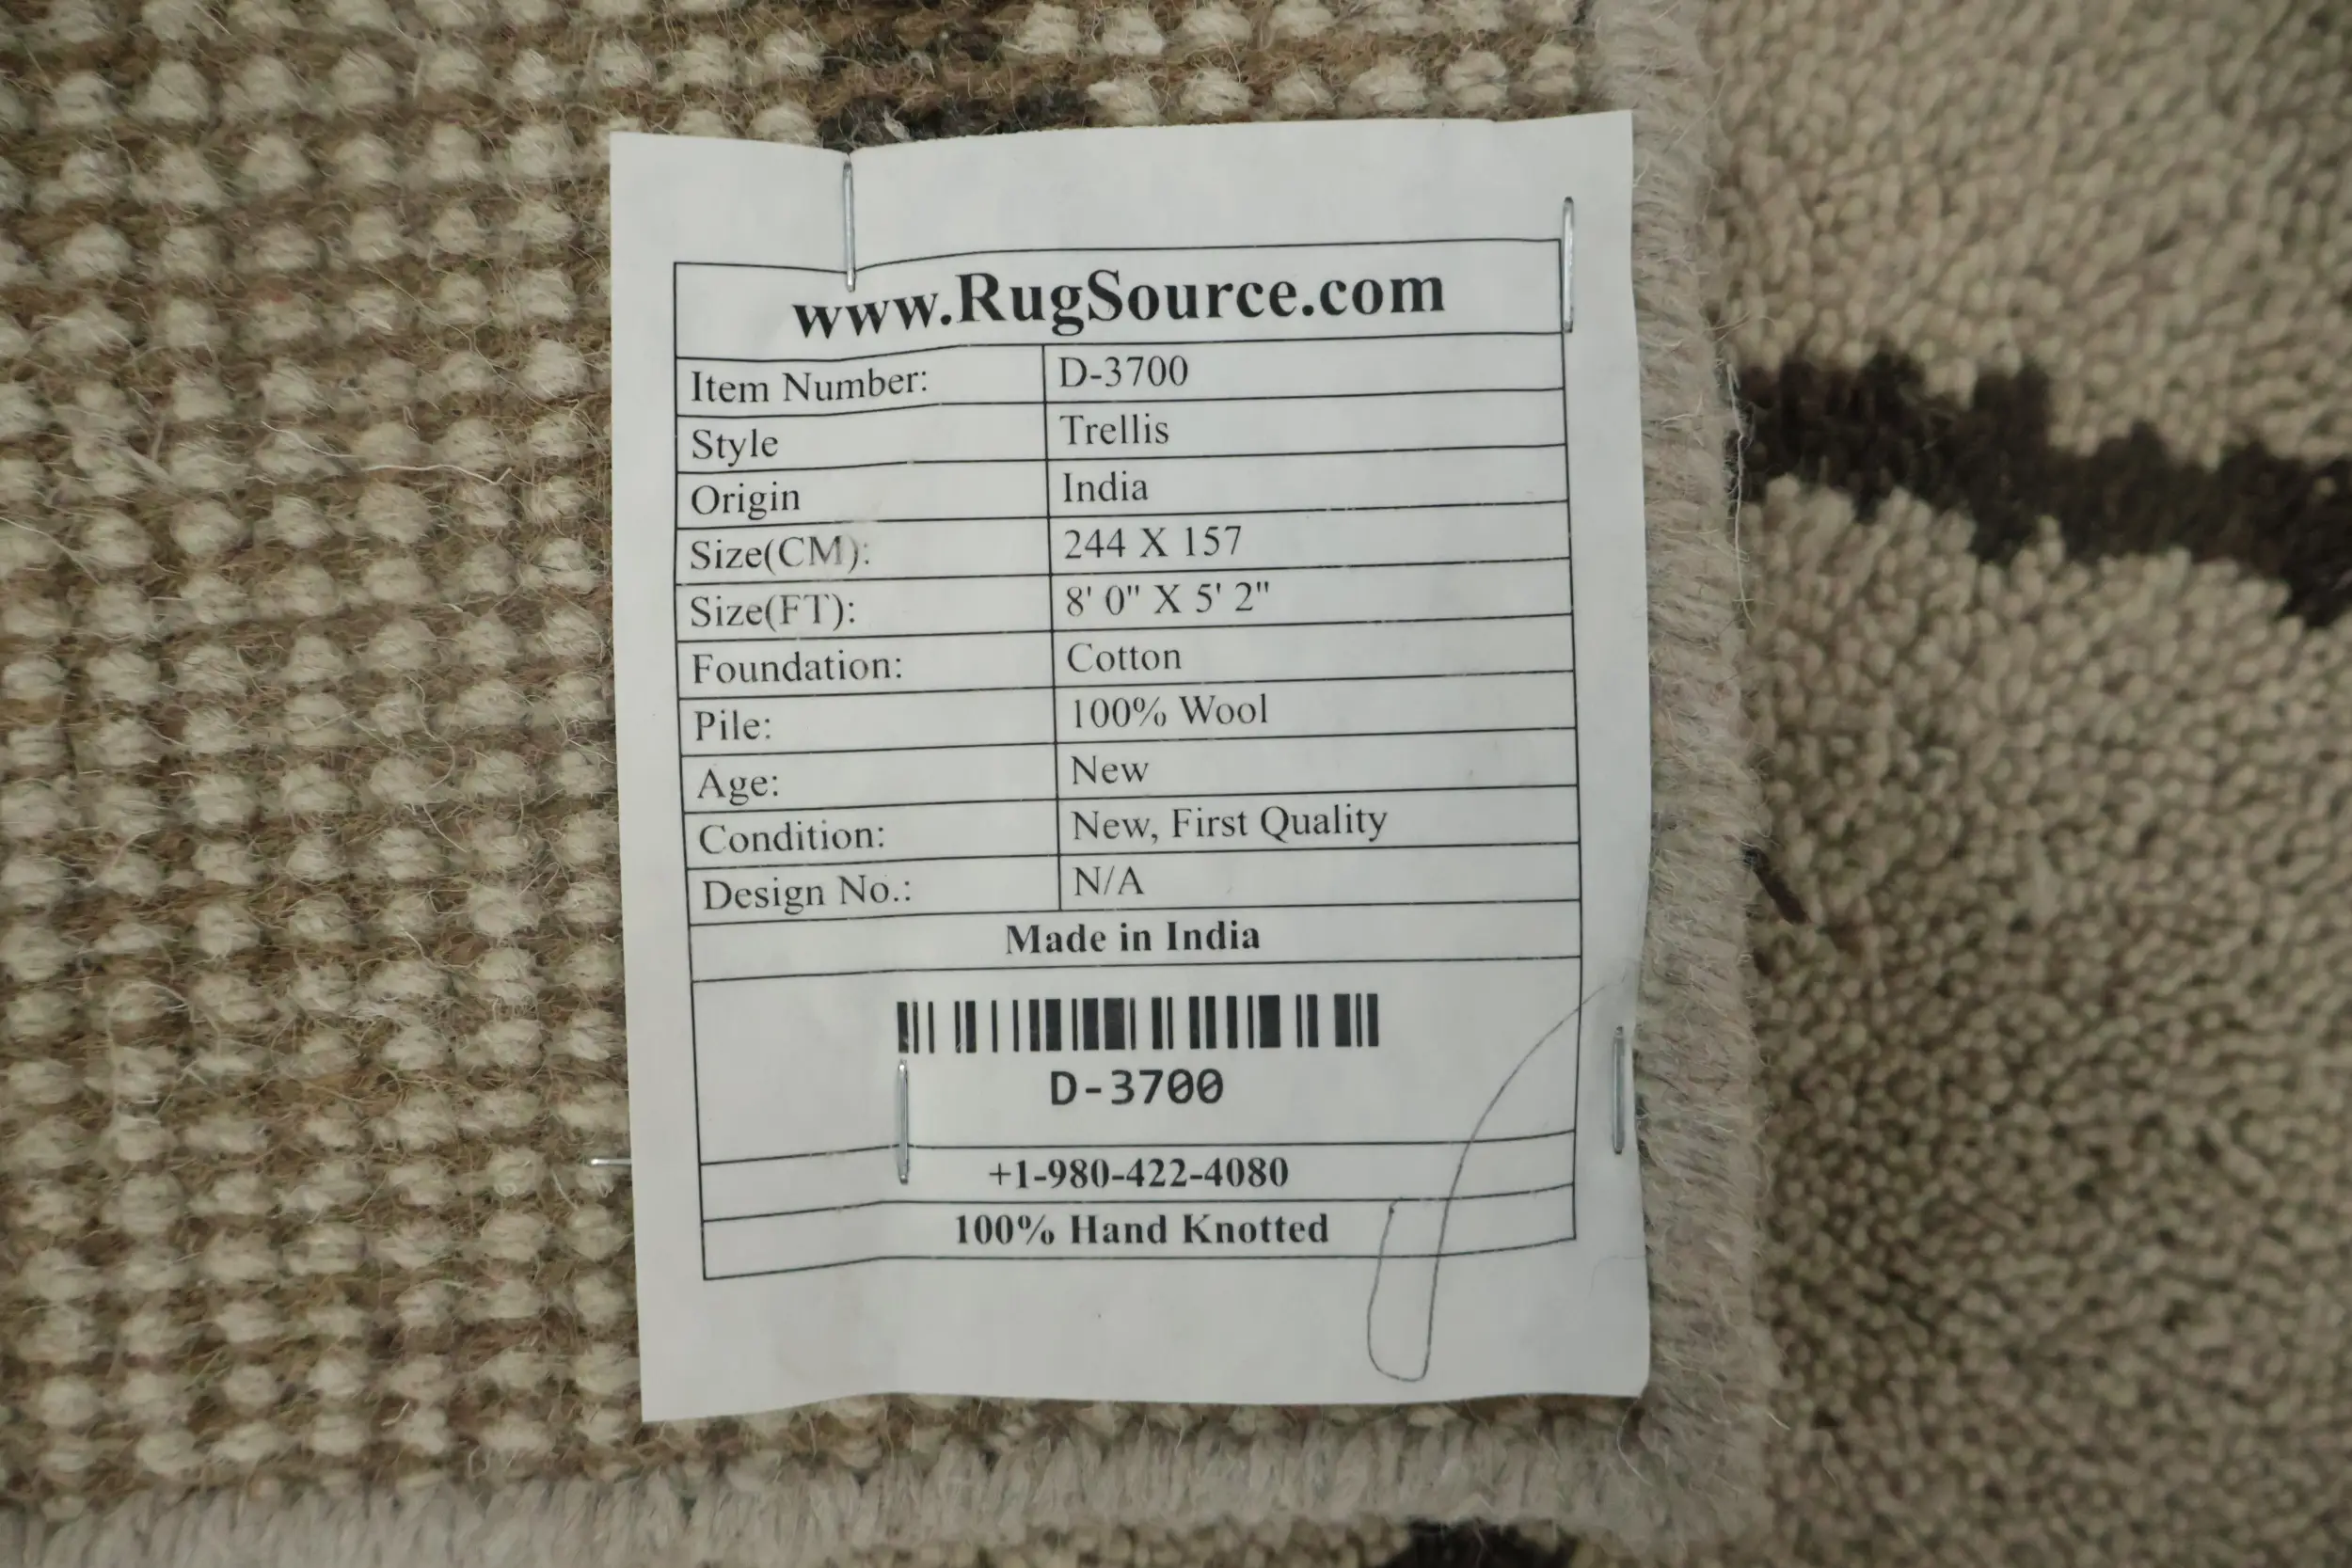 www.RugSource.com
Item Number: D-3700
Style Trellis
Origin India
Size(CM): 244 X 157
Size(FT): 8' 0" X 5' 2"
Foundation: Cotton
Pile: 100% Wool
Age: New
Condition: New, First Quality
Design No.: N/A
Made in India
D-3700
+1-980-422-4080
100% Hand Knotted